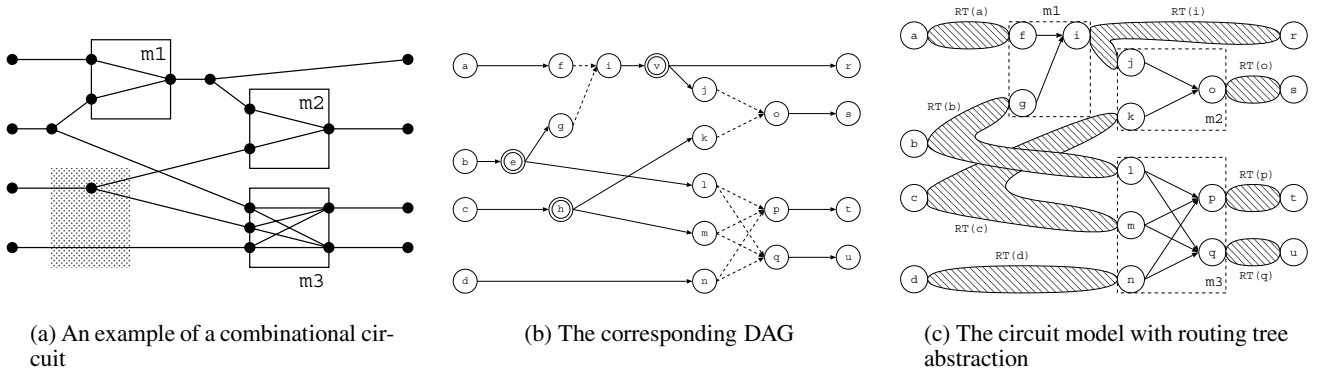 m1
m2
m3
a
f
i
v
r
j
g
o
s
k
b
e
l
c
h
p
t
m
q
u
d
n
RT(a)
m1
RT(i)
a
f
i
r
j
RT(o)
g
o
s
RT(b)
k
m2
b
l
RT(p)
c
p
t
RT(c)
m
RT(d)
q
u
d
n
m3
RT(q)
(a) An example of a combinational cir-
cuit
(b) The corresponding DAG
(c) The circuit model with routing tree
abstraction